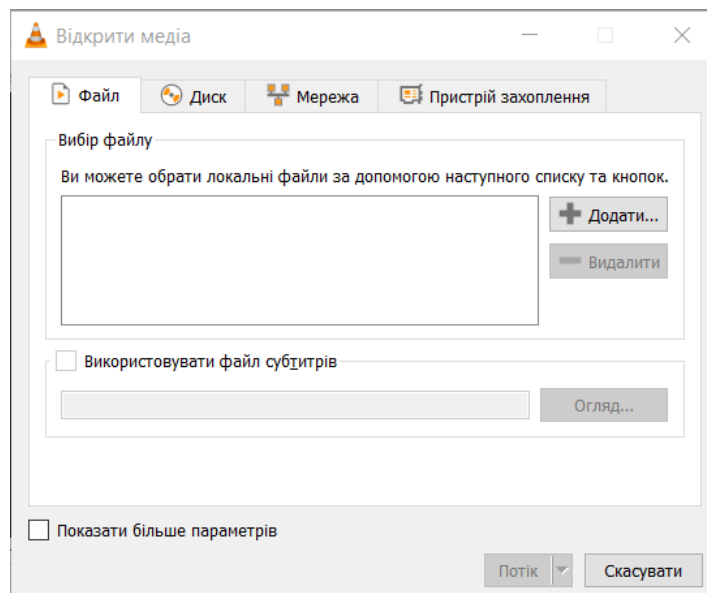 Відкрити медіа
Файл Диск Мережа Пристрій захоплення
Вибір файлу
Ви можете обрати локальні файли за допомогою наступного списку та кнопок.
Додати...
Видалити
Використовувати файл субтитрів
Огляд...
Показати більше параметрів
Потік Скасувати